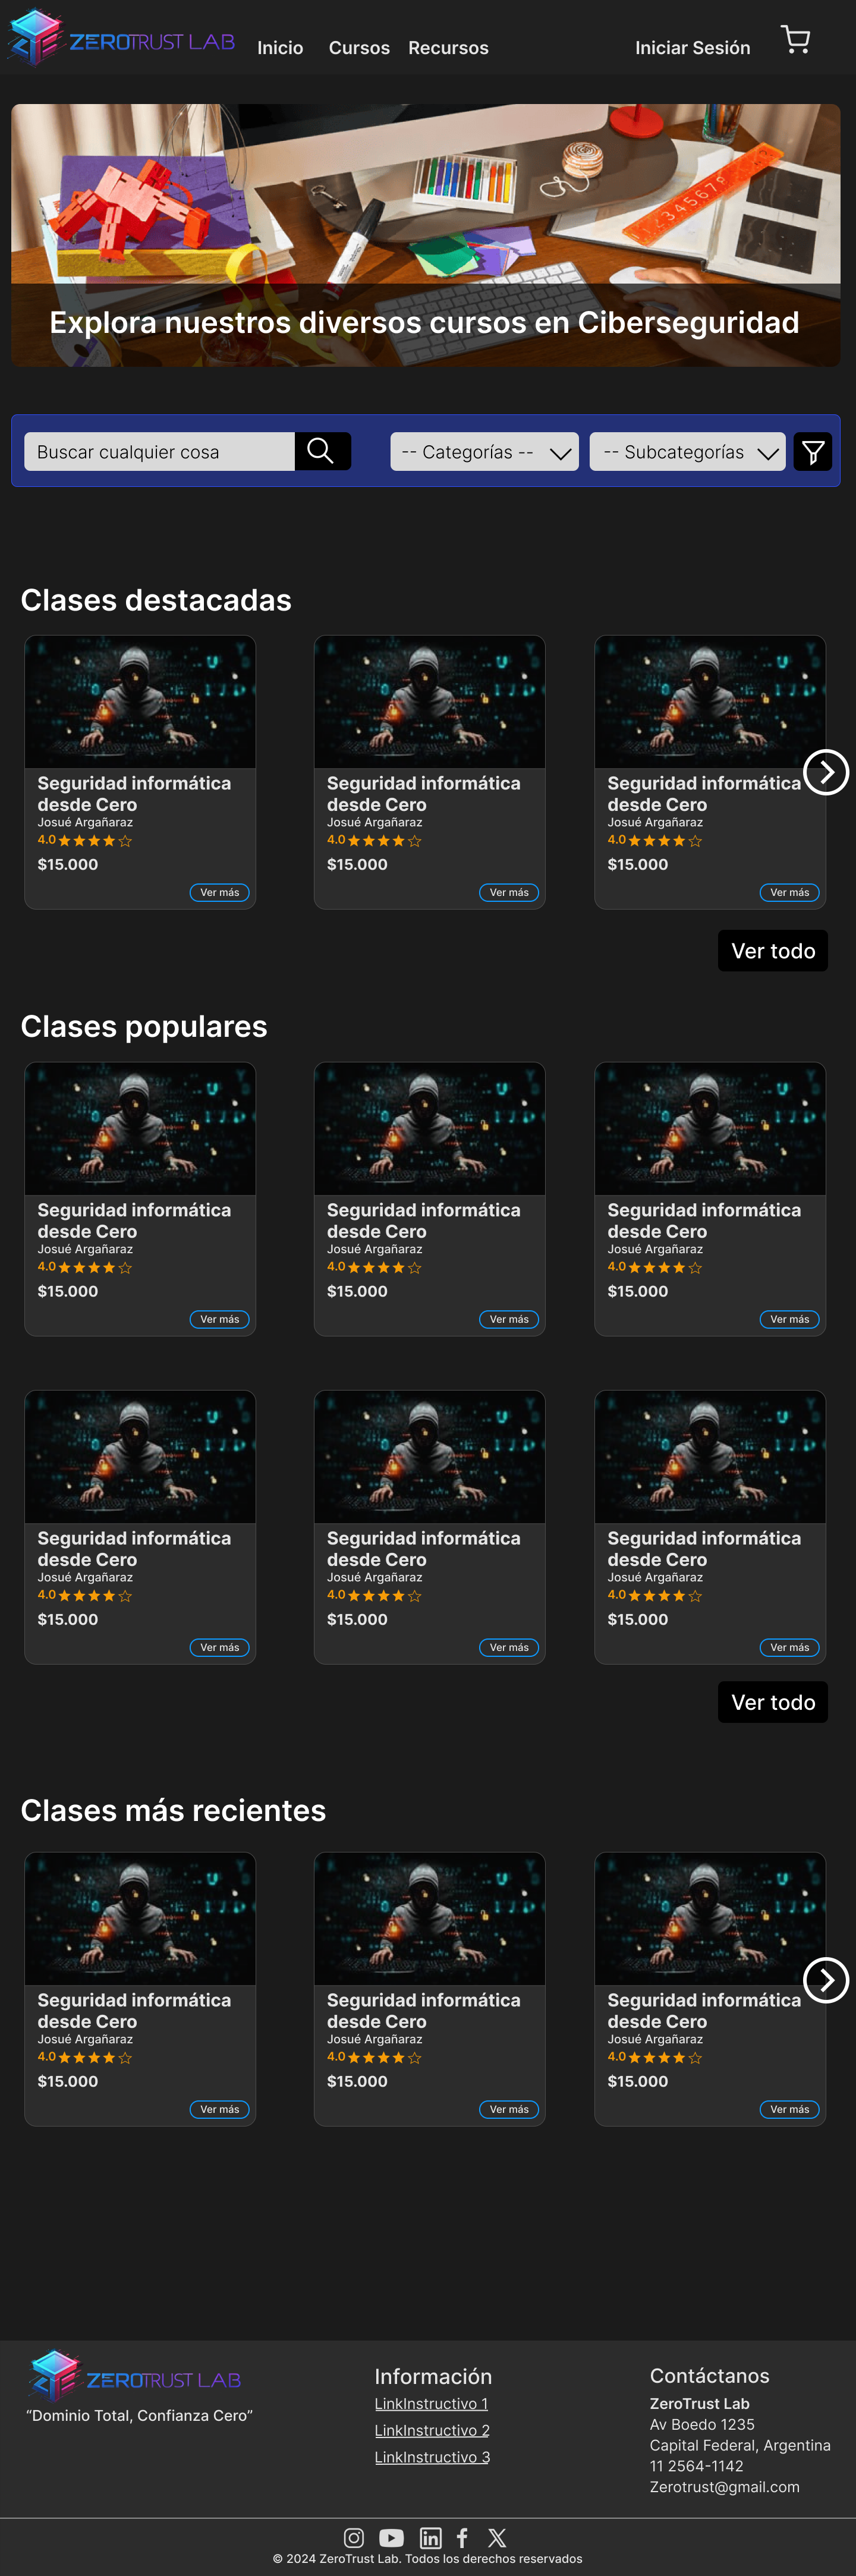 ZEROTRUST LAB
Inicio
Cursos
Recursos
Iniciar Sesión
12345678
Explora nuestros diversos cursos en Ciberseguridad
Buscar cualquier cosa
-- Categorías --
-- Subcategorías
Clases destacadas
Seguridad informática
desde Cero
Josué Argañaraz
4.0
$15.000
Ver más
Seguridad informática
desde Cero
Josué Argañaraz
4.0
$15.000
Ver más
Seguridad informática
desde Cero
Josué Argañaraz
4.0
$15.000
Ver más
Ver todo
Clases populares
Seguridad informática
desde Cero
Josué Argañaraz
4.0
$15.000
Ver más
Seguridad informática
desde Cero
Josué Argañaraz
4.0
$15.000
Ver más
Seguridad informática
desde Cero
Josué Argañaraz
4.0
$15.000
Ver más
Seguridad informática
desde Cero
Josué Argañaraz
4.0
$15.000
Ver más
Seguridad informática
desde Cero
Josué Argañaraz
4.0
$15.000
Ver más
Seguridad informática
desde Cero
Josué Argañaraz
4.0
$15.000
Ver más
Ver todo
Clases más recientes
Seguridad informática
desde Cero
Josué Argañaraz
4.0
$15.000
Ver más
Seguridad informática
desde Cero
Josué Argañaraz
4.0
$15.000
Ver más
Seguridad informática
desde Cero
Josué Argañaraz
4.0
$15.000
Ver más
ZEROTRUST LAB
“Dominio Total, Confianza Cero”
Información
LinkInstructivo 1
LinkInstructivo 2
LinkInstructivo 3
Contáctanos
ZeroTrust Lab
Av Boedo 1235
Capital Federal, Argentina
11 2564-1142
Zerotrust@gmail.com
© 2024 ZeroTrust Lab. Todos los derechos reservados